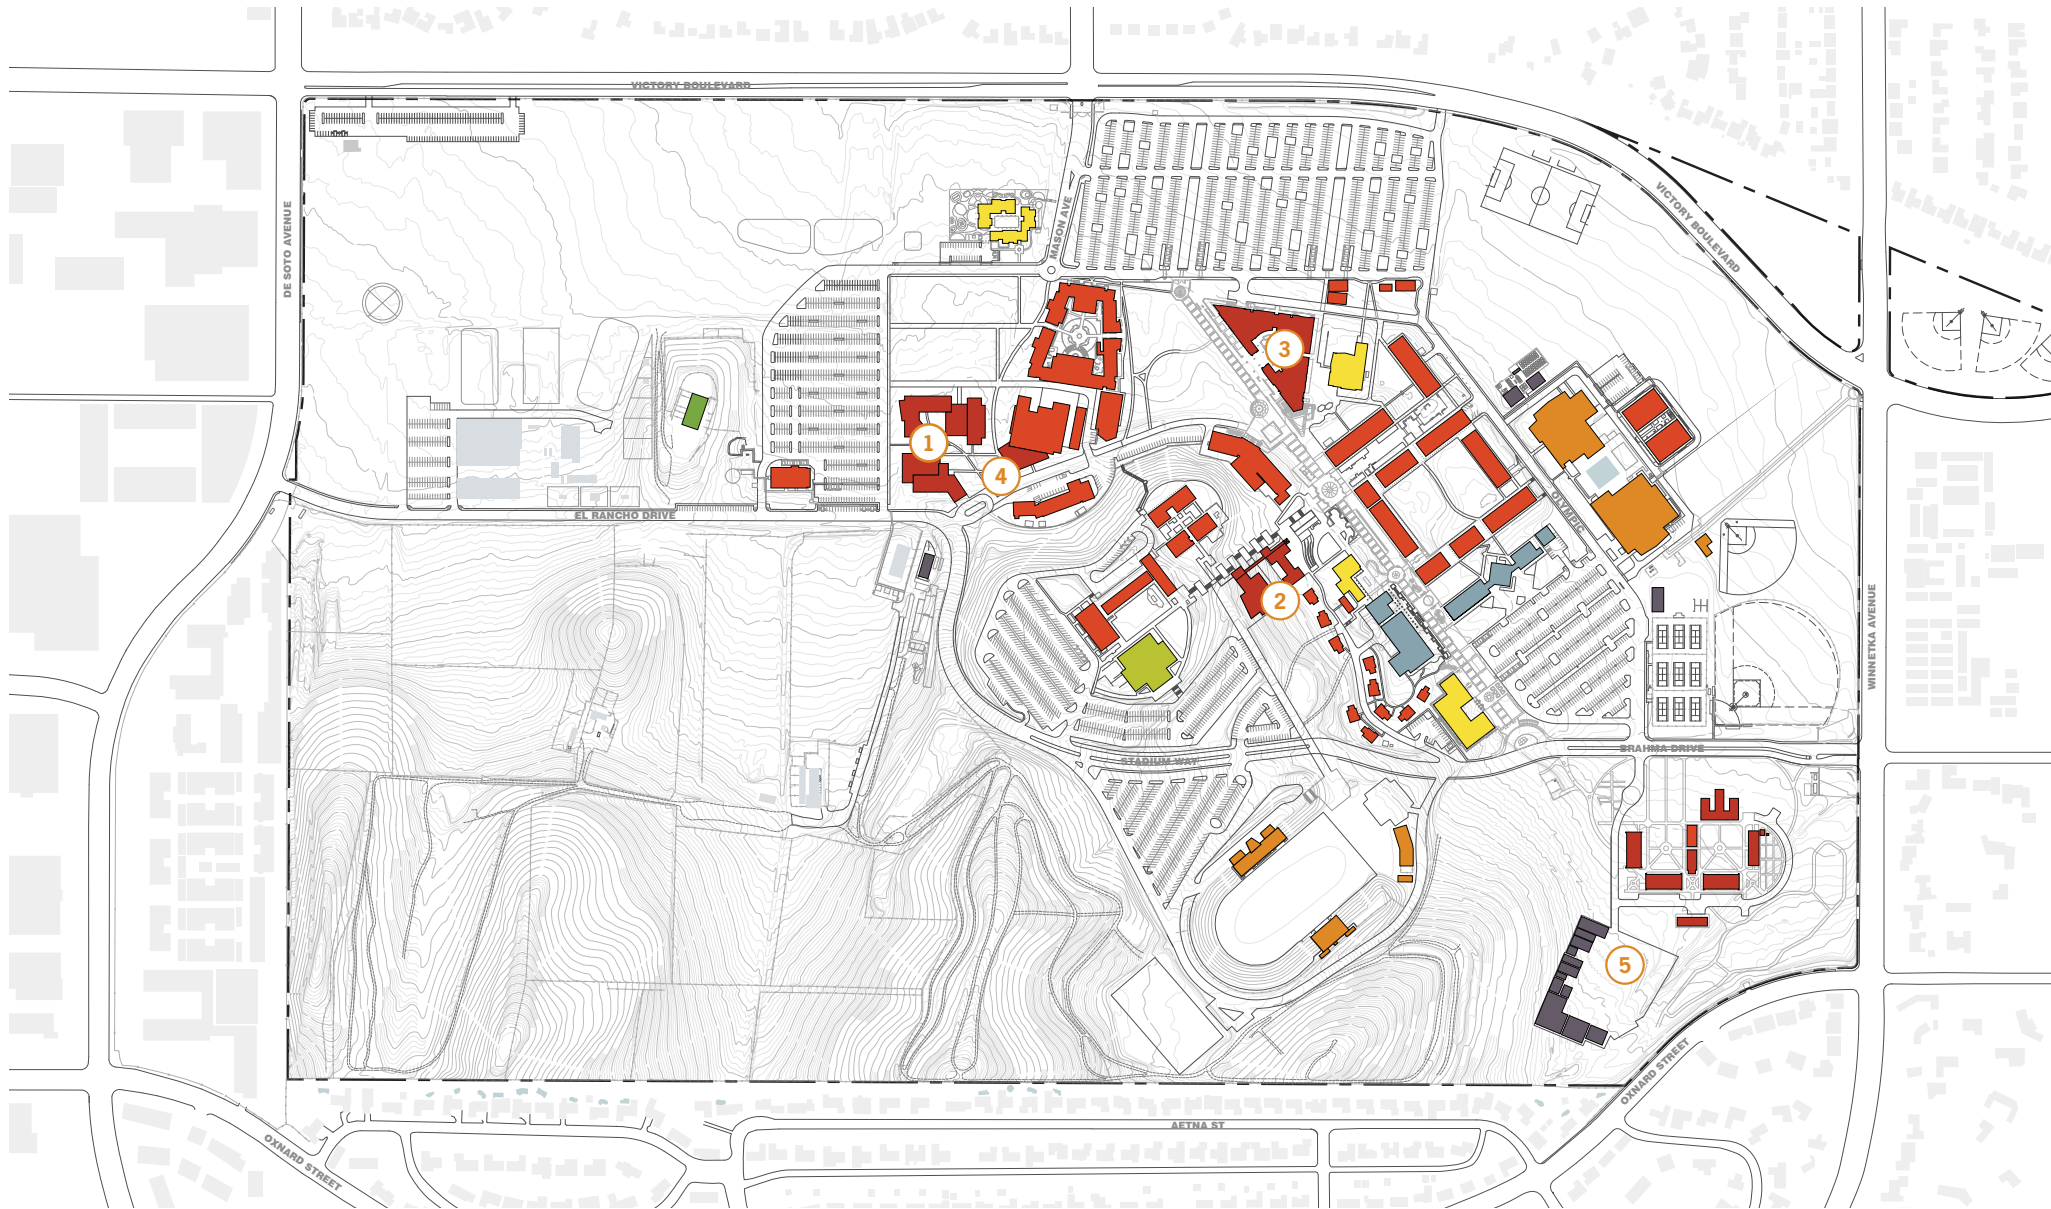 VICTORY BOULEVARD
DE SOTO AVENUE
MASON AVE
VICTORY BOULEVARD
3
1
4
EL RANCHO DRIVE
OLYMPIC
2
WINNETKA AVENUE
BRAHMA DRIVE
STADIUM WAY
5
OXNARD STREET
AETNA ST
OXNARD STREET